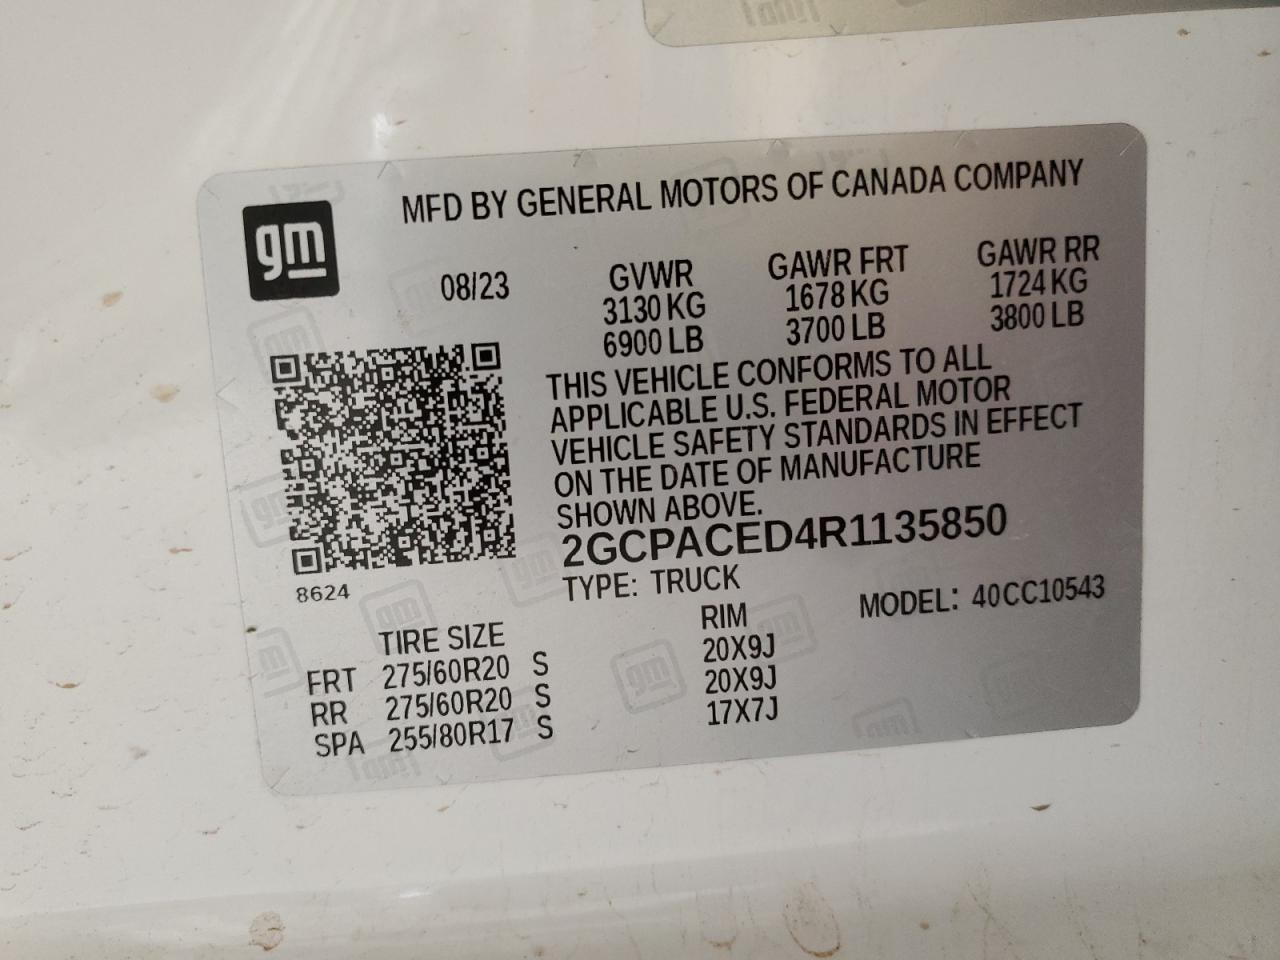 MFD BY GENERAL MOTORS OF CANADA COMPANY
gm
08/23
GVWR
3130 KG
6900 LB
GAWR FRT
1678 KG
3700 LB
GAWR RR
1724 KG
3800 LB
THIS VEHICLE CONFORMS TO ALL
APPLICABLE U.S. FEDERAL MOTOR
VEHICLE SAFETY STANDARDS IN EFFECT
ON THE DATE OF MANUFACTURE
SHOWN ABOVE.
2GCPACED4R1135850
TYPE: TRUCK
MODEL: 40CC10543
8624
TIRE SIZE RIM
FRT 275/60R20 S 20X9J
RR 275/60R20 S 20X9J
SPA 255/80R17 S 17X7J